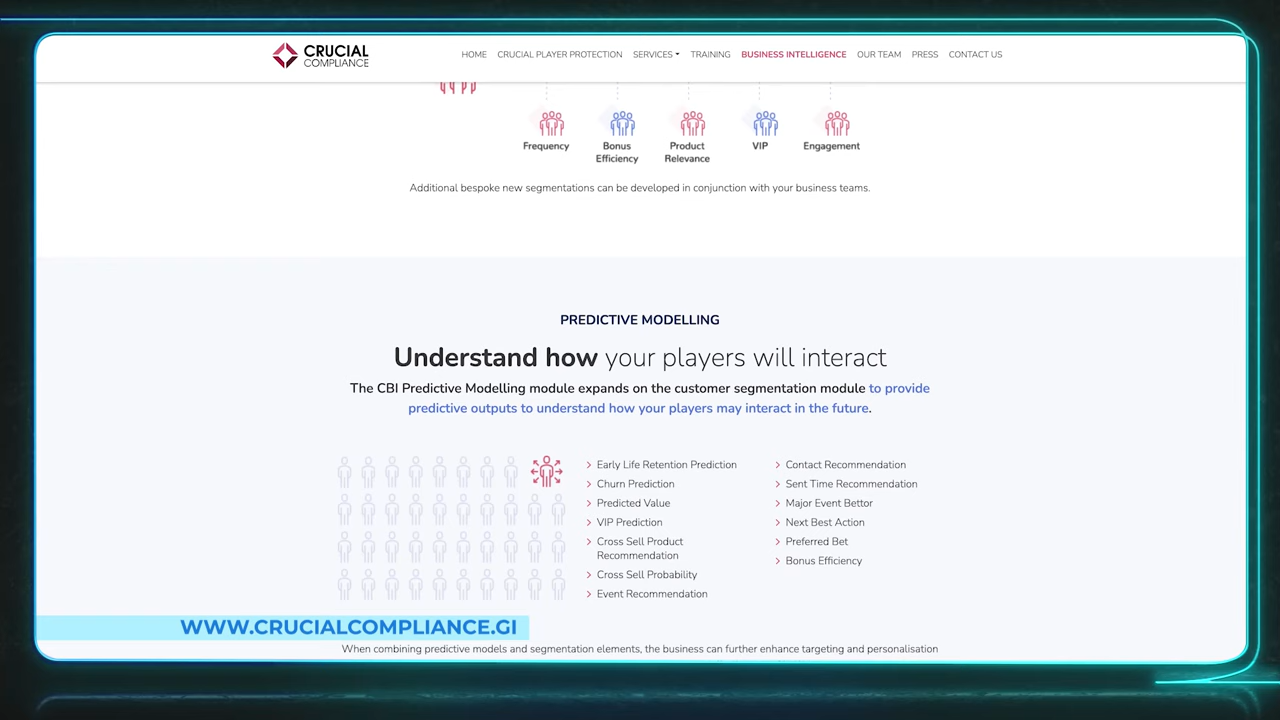 CRUCIAL
COMPLIANCE
HOME CRUCIAL PLAYER PROTECTION SERVICES TRAINING BUSINESS INTELLIGENCE OUR TEAM PRESS CONTACT US
Frequency
Bonus
Efficiency
Product
Relevance
VIP
Engagement
Additional bespoke new segmentations can be developed in conjunction with your business teams.
PREDICTIVE MODELLING
Understand how your players will interact
The CBI Predictive Modelling module expands on the customer segmentation module to provide
predictive outputs to understand how your players may interact in the future.
Early Life Retention Prediction
Churn Prediction
Predicted Value
VIP Prediction
Cross Sell Product
Recommendation
Cross Sell Probability
Event Recommendation
Contact Recommendation
Sent Time Recommendation
Major Event Bettor
Next Best Action
Preferred Bet
Bonus Efficiency
WWW.CRUCIALCOMPLIANCE.GI
When combining predictive models and segmentation elements, the business can further enhance targeting and personalisation